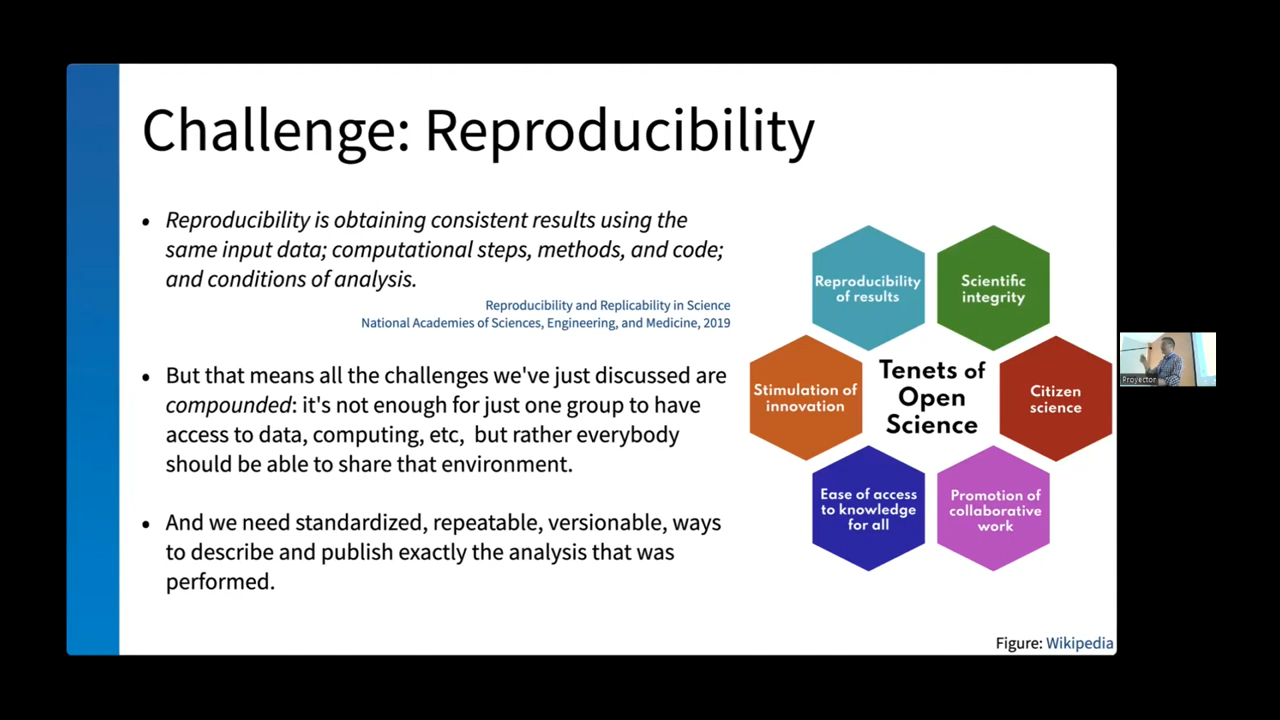 Challenge: Reproducibility
• Reproducibility is obtaining consistent results using the
same input data; computational steps, methods, and code;
and conditions of analysis.
Reproducibility and Replicability in Science
National Academies of Sciences, Engineering, and Medicine, 2019
• But that means all the challenges we've just discussed are
compounded: it's not enough for just one group to have
access to data, computing, etc, but rather everybody
should be able to share that environment.
• And we need standardized, repeatable, versionable, ways
to describe and publish exactly the analysis that was
performed.
Reproducibility
of results
Scientific
integrity
Stimulation of
innovation
Tenets of
Open
Science
Citizen
science
Ease of access
to knowledge
for all
Promotion of
collaborative
work
Figure: Wikipedia
Proyector